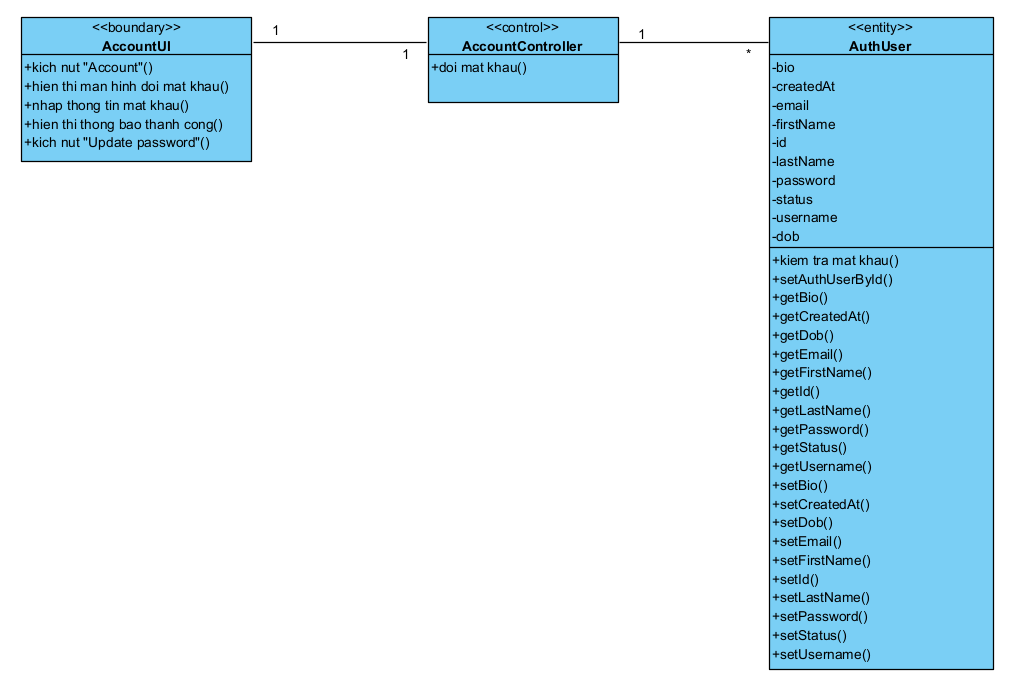 <<boundary>>
AccountUI
+kich nut "Account"()
+hien thi man hinh doi mat khau()
+nhap thong tin mat khau()
+hien thi thong bao thanh cong()
+kich nut "Update password"()
1
1
<<control>>
AccountController
+doi mat khau()
1
*
<<entity>>
AuthUser
-bio
-createdAt
-email
-firstName
-id
-lastName
-password
-status
-username
-dob
+kiem tra mat khau()
+setAuthUserById()
+getBio()
+getCreatedAt()
+getDob()
+getEmail()
+getFirstName()
+getId()
+getLastName()
+getPassword()
+getStatus()
+getUsername()
+setBio()
+setCreatedAt()
+setDob()
+setEmail()
+setFirstName()
+setId()
+setLastName()
+setPassword()
+setStatus()
+setUsername()